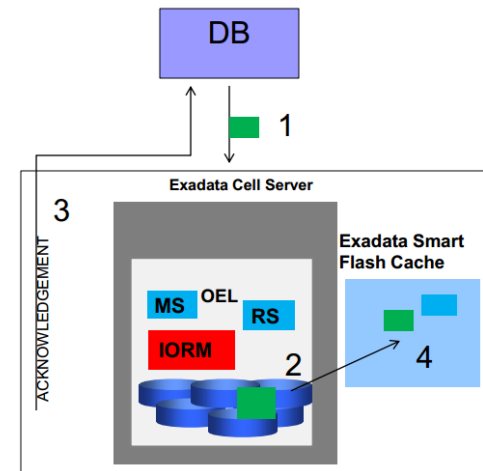 DB
1
Exadata Cell Server
3
Exadata Smart
Flash Cache
ACKNOWLEDGEMENT
MS
OEL
RS
IORM
2
4